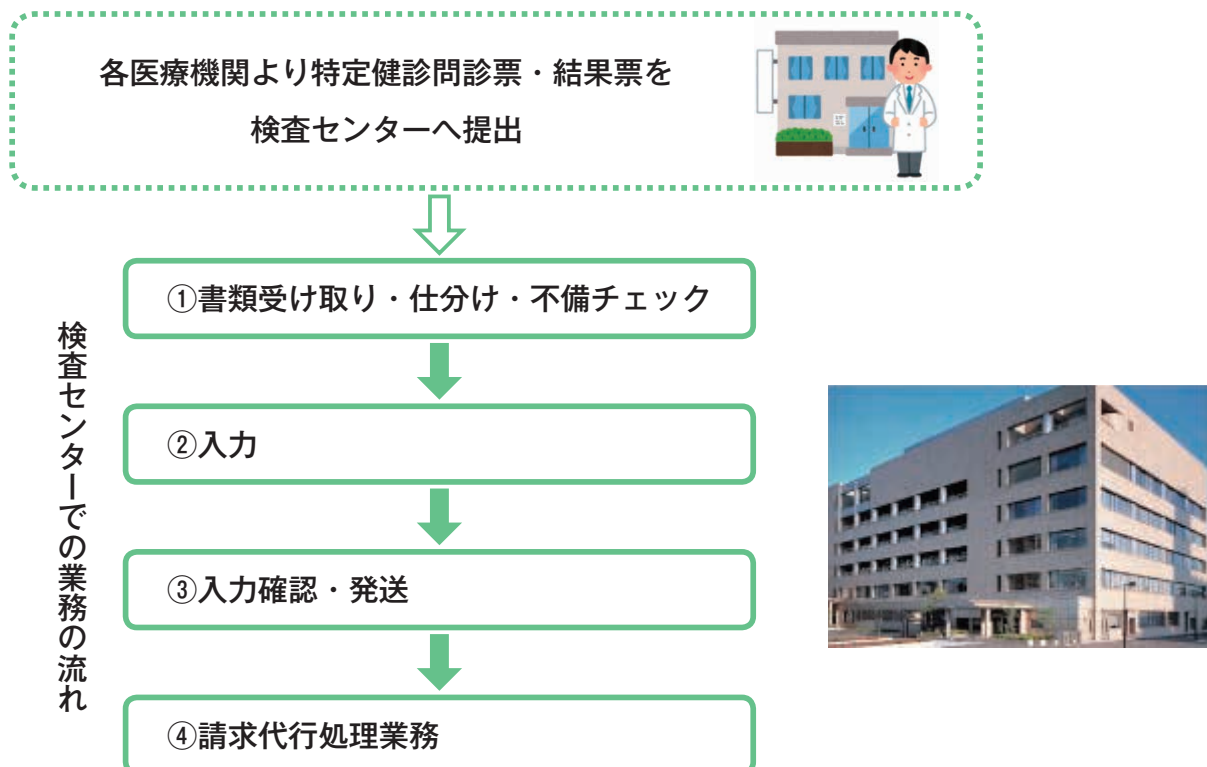 各医療機関より特定健診問診票・結果票を
検査センターへ提出
検査センターでの業務の流れ
①書類受け取り・仕分け・不備チェック
②入力
③入力確認・発送
④請求代行処理業務